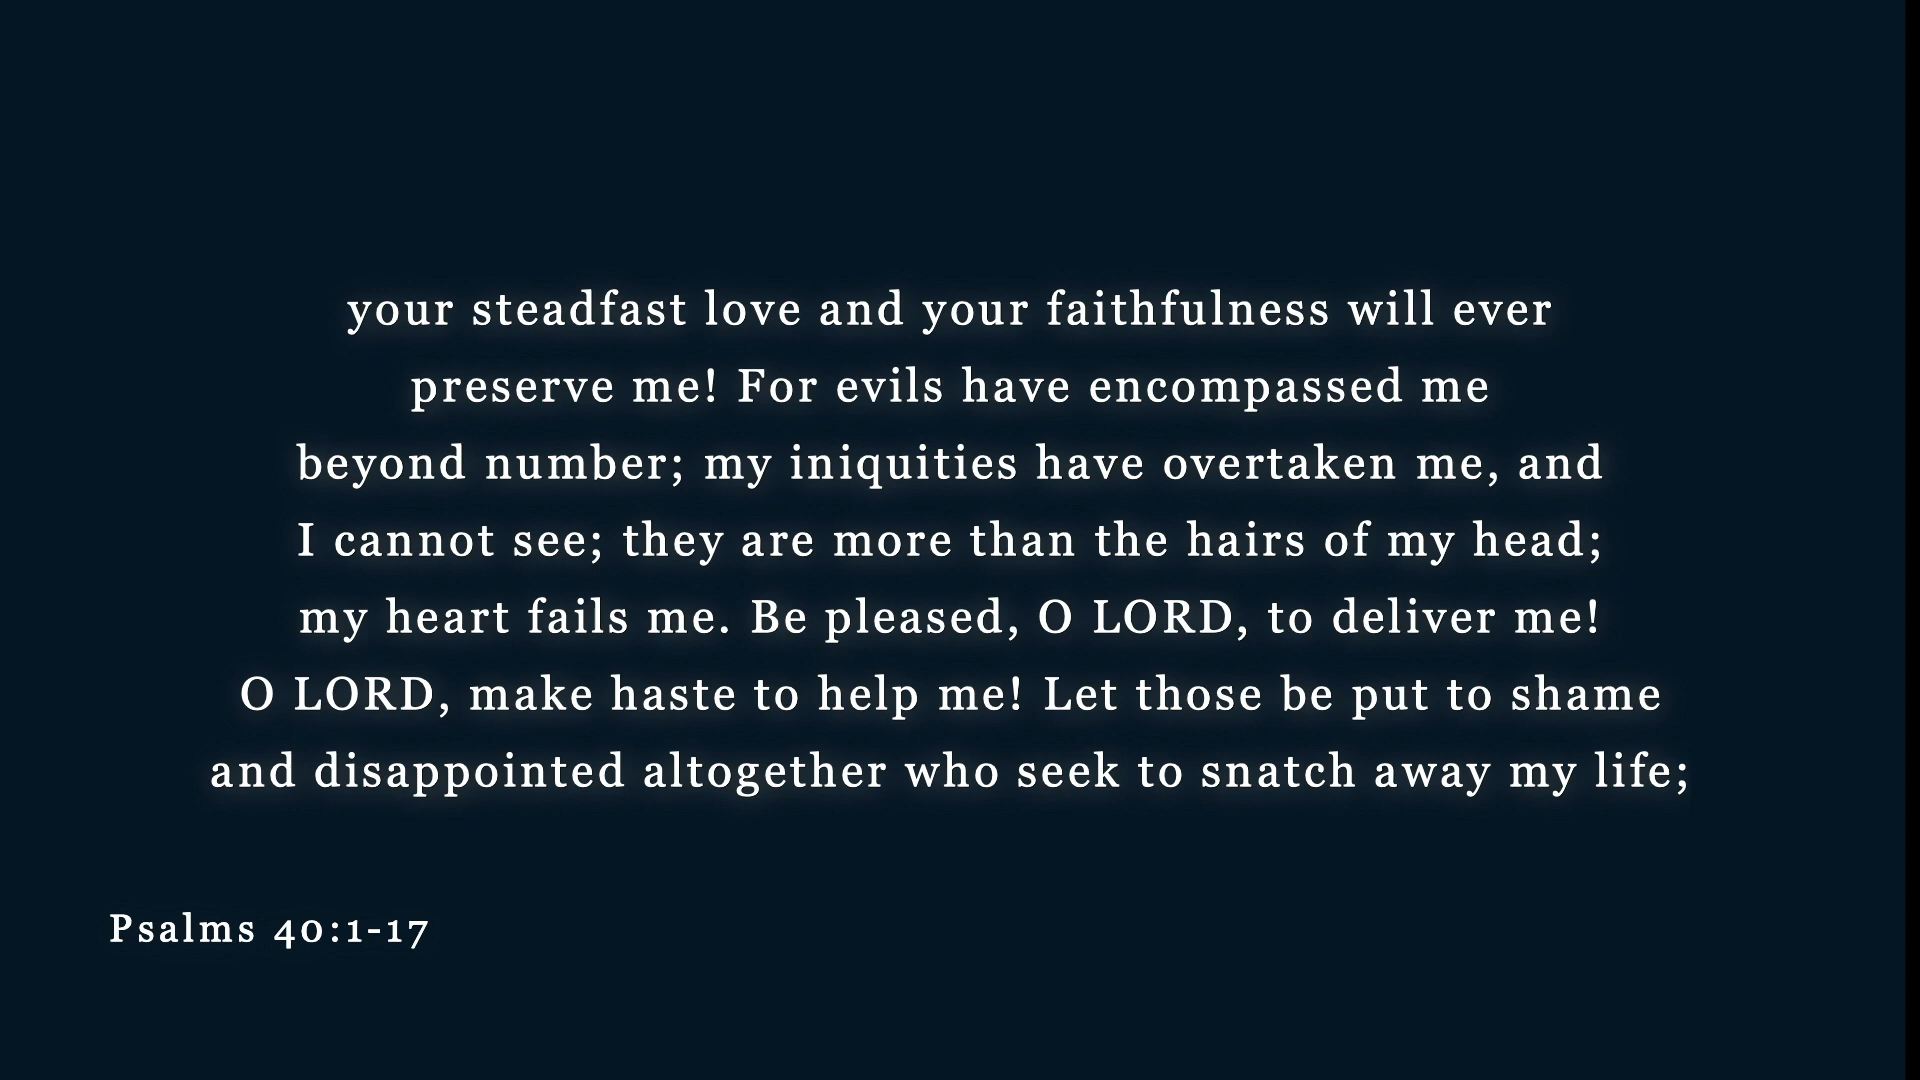 your steadfast love and your faithfulness will ever
preserve me! For evils have encompassed me
beyond number; my iniquities have overtaken me, and
I cannot see; they are more than the hairs of my head;
my heart fails me. Be pleased, O LORD, to deliver me!
O LORD, make haste to help me! Let those be put to shame
and disappointed altogether who seek to snatch away my life;
Psalms 40:1-17